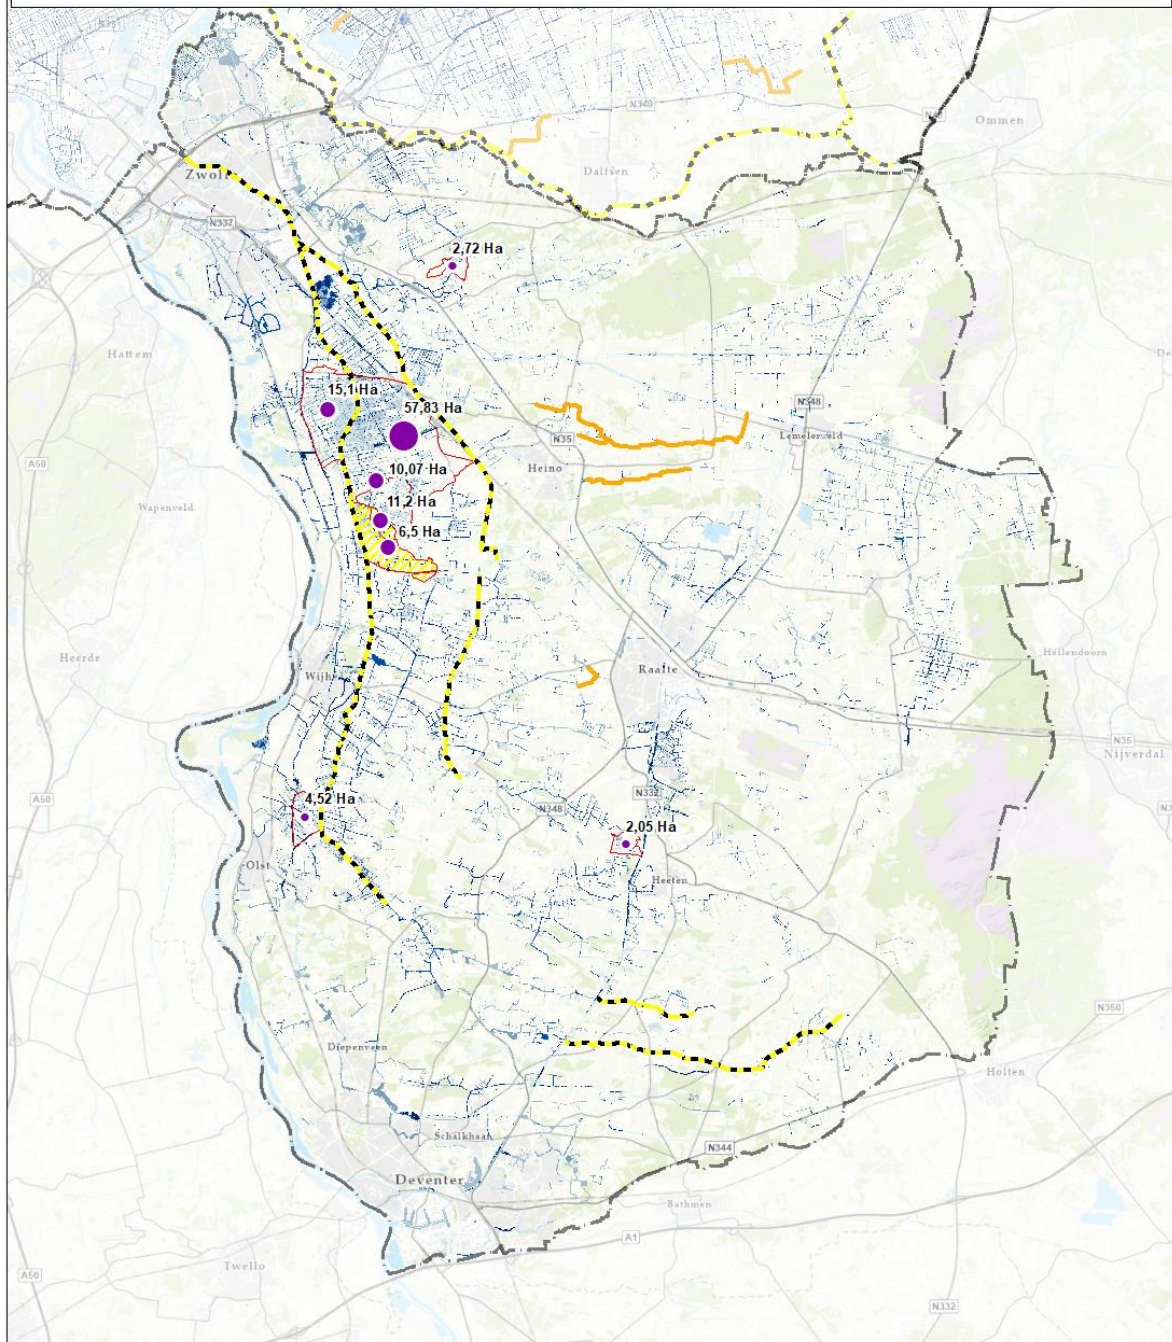 N340
Ommen
Dalfsen
Zwoll
N337
2,72 Ha
Hattem
15,1 Ha
57,83 Ha
N348
N35
Lemelerveld
A50
Heino
10,07 Ha
Wapenveld
11,2 Ha
6,5 Ha
Heerde
Hellendoorn
Raalte
Wijhe
N35
Nijverdal
A50
4,52 Ha
N348
N332
2,05 Ha
Olst
Heeten
N350
Diepenveen
Holten
Schalkhaar
N344
Deventer
Bathmen
A1
Twello
A50
N332